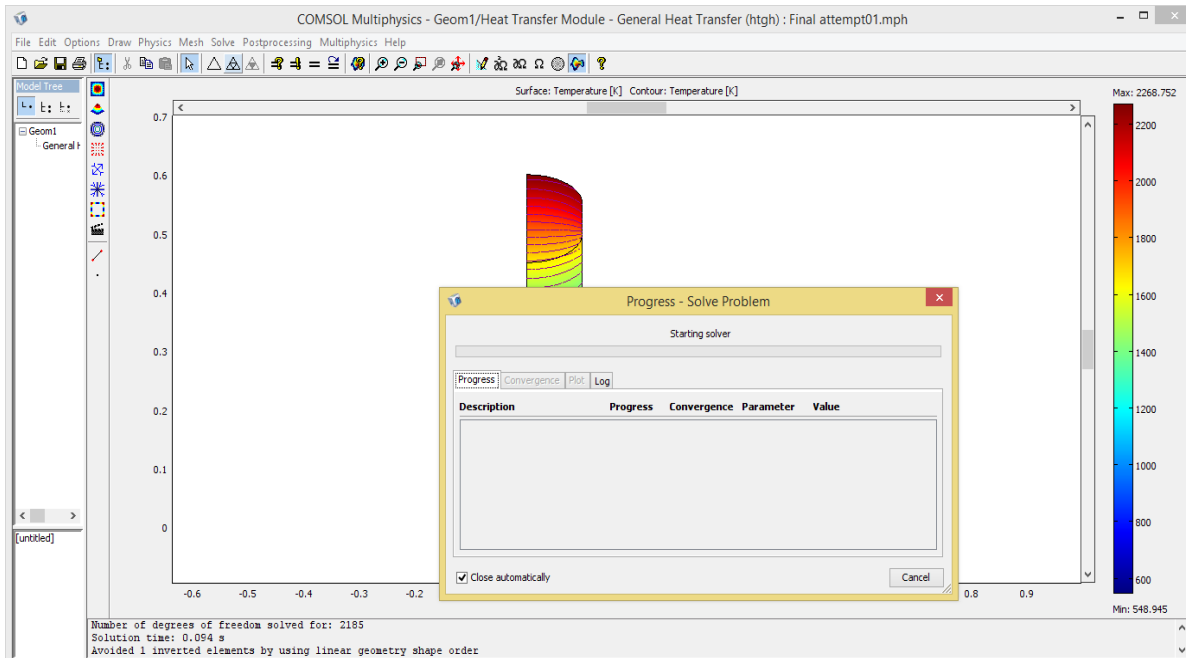 COMSOL Multiphysics - Geom1/Heat Transfer Module - General Heat Transfer (htgh) : Final attempt01.mph
File Edit Options Draw Physics Mesh Solve Postprocessing Multiphysics Help
Model Tree
Geom1
General H
[untitled]
Surface: Temperature [K] Contour: Temperature [K]
Max: 2268.752
0.7
0.6
0.5
0.4
0.3
0.2
0.1
0
-0.6 -0.5 -0.4 -0.3 -0.2 0.8 0.9
2200
2000
1800
1600
1400
1200
1000
800
600
Min: 548.945
Progress - Solve Problem
Starting solver
Progress Convergence Plot Log
Description Progress Convergence Parameter Value
Close automatically
Cancel
Number of degrees of freedom solved for: 2185
Solution time: 0.094 s
Avoided 1 inverted elements by using linear geometry shape order